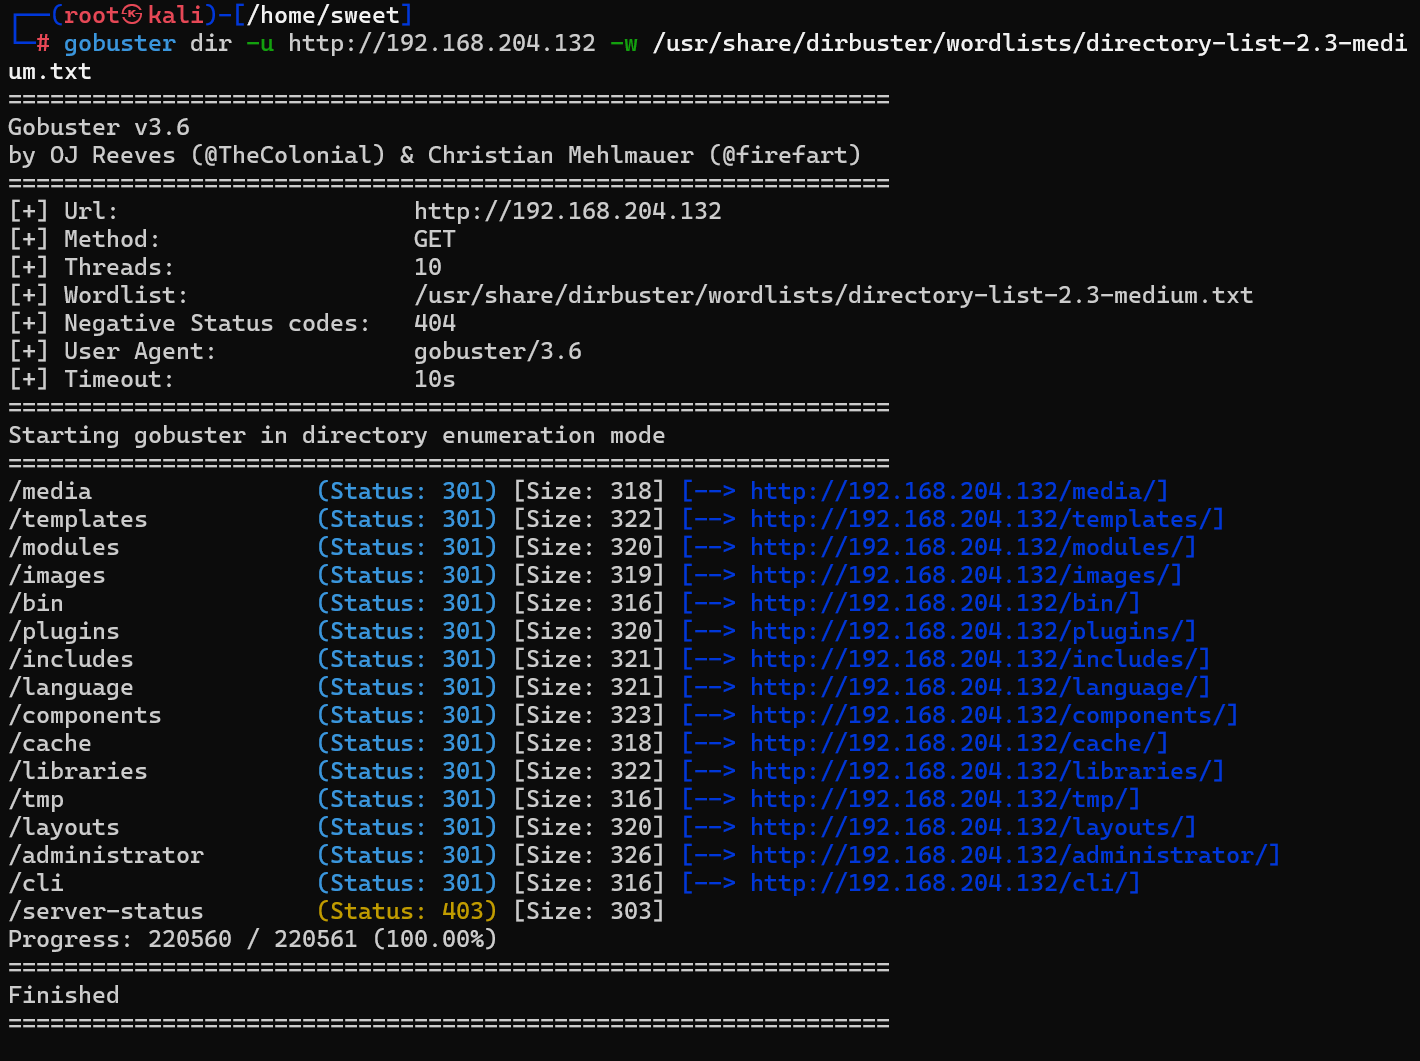 ┌──(root㉿kali)-[/home/sweet]
└─# gobuster dir -u http://192.168.204.132 -w /usr/share/dirbuster/wordlists/directory-list-2.3-medi
um.txt
===============================================================
Gobuster v3.6
by OJ Reeves (@TheColonial) & Christian Mehlmauer (@firefart)
===============================================================
[+] Url:                     http://192.168.204.132
[+] Method:                  GET
[+] Threads:                 10
[+] Wordlist:                /usr/share/dirbuster/wordlists/directory-list-2.3-medium.txt
[+] Negative Status codes:   404
[+] User Agent:              gobuster/3.6
[+] Timeout:                 10s
===============================================================
Starting gobuster in directory enumeration mode
===============================================================
/media                (Status: 301) [Size: 318] [--> http://192.168.204.132/media/]
/templates            (Status: 301) [Size: 322] [--> http://192.168.204.132/templates/]
/modules              (Status: 301) [Size: 320] [--> http://192.168.204.132/modules/]
/images               (Status: 301) [Size: 319] [--> http://192.168.204.132/images/]
/bin                  (Status: 301) [Size: 316] [--> http://192.168.204.132/bin/]
/plugins              (Status: 301) [Size: 320] [--> http://192.168.204.132/plugins/]
/includes             (Status: 301) [Size: 321] [--> http://192.168.204.132/includes/]
/language             (Status: 301) [Size: 321] [--> http://192.168.204.132/language/]
/components           (Status: 301) [Size: 323] [--> http://192.168.204.132/components/]
/cache                (Status: 301) [Size: 318] [--> http://192.168.204.132/cache/]
/libraries            (Status: 301) [Size: 322] [--> http://192.168.204.132/libraries/]
/tmp                  (Status: 301) [Size: 316] [--> http://192.168.204.132/tmp/]
/layouts              (Status: 301) [Size: 320] [--> http://192.168.204.132/layouts/]
/administrator        (Status: 301) [Size: 326] [--> http://192.168.204.132/administrator/]
/cli                  (Status: 301) [Size: 316] [--> http://192.168.204.132/cli/]
/server-status        (Status: 403) [Size: 303]
Progress: 220560 / 220561 (100.00%)
===============================================================
Finished
===============================================================